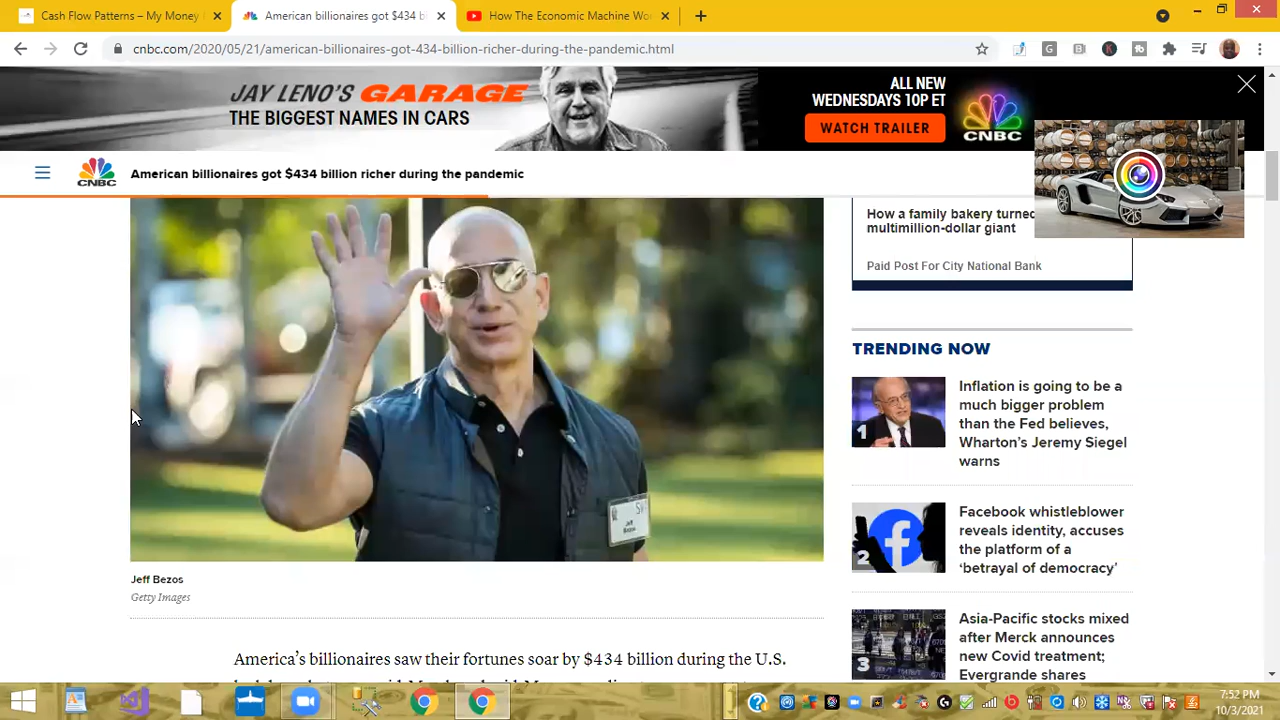 Cash Flow Patterns – My Money
American billionaires got $434 bi
How The Economic Machine Wo
cnbc.com/2020/05/21/american-billionaires-got-434-billion-richer-during-the-pandemic.html
JAY LENO'S GARAGE
THE BIGGEST NAMES IN CARS
ALL NEW
WEDNESDAYS 10P ET
WATCH TRAILER
CNBC
CNBC
American billionaires got $434 billion richer during the pandemic
How a family bakery turned
multimillion-dollar giant
Paid Post For City National Bank
TRENDING NOW
1
Inflation is going to be a
much bigger problem
than the Fed believes,
Wharton's Jeremy Siegel
warns
2
Facebook whistleblower
reveals identity, accuses
the platform of a
'betrayal of democracy'
3
Asia-Pacific stocks mixed
after Merck announces
new Covid treatment;
Evergrande shares
Jeff
Bezos
Jeff Bezos
Getty Images
America's billionaires saw their fortunes soar by $434 billion during the U.S.
7:52 PM
10/3/2021